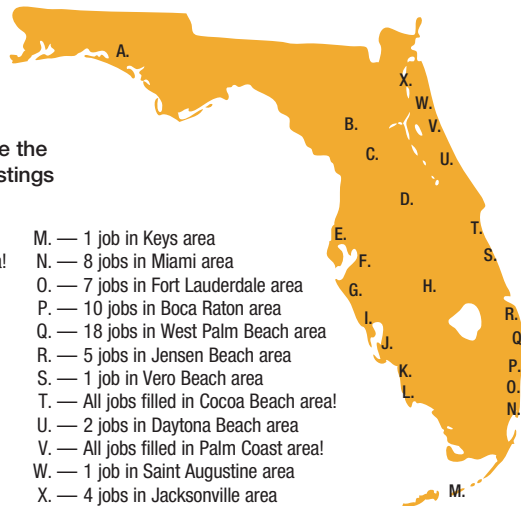 e the
stings
a!
M. — 1 job in Keys area
N. — 8 jobs in Miami area
O. — 7 jobs in Fort Lauderdale area
P. — 10 jobs in Boca Raton area
Q. — 18 jobs in West Palm Beach area
R. — 5 jobs in Jensen Beach area
S. — 1 job in Vero Beach area
T. — All jobs filled in Cocoa Beach area!
U. — 2 jobs in Daytona Beach area
V. — All jobs filled in Palm Coast area!
W. — 1 job in Saint Augustine area
X. — 4 jobs in Jacksonville area
A.
X.
W.
B.
V.
C.
U.
D.
T.
E.
S.
F.
H.
G.
R.
I.
Q
J.
P.
K.
O.
L.
N.
M.